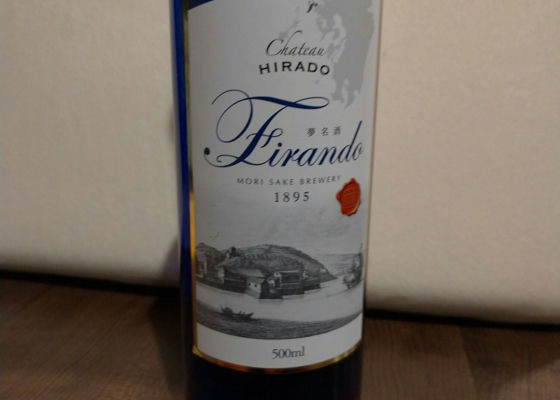 Chateau
HIRADO
Firando
夢名酒
MORI SAKE BREWERY
1895
500ml